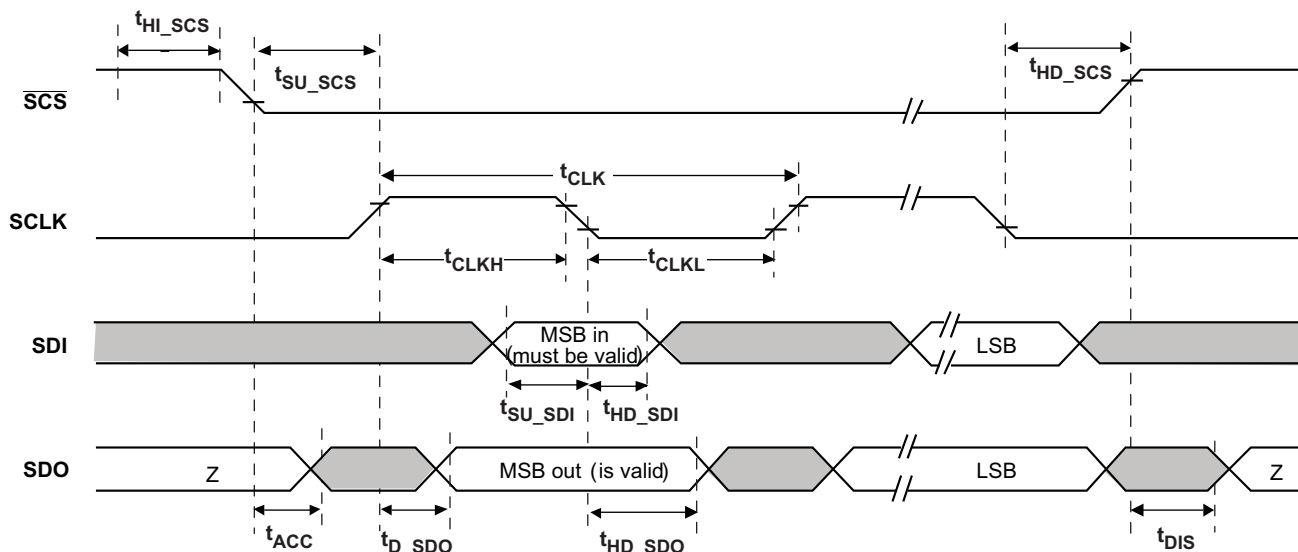 tHI_SCS
tSU_SCS
tHD_SCS
SCS
tCLK
SCLK
tCLKH
tCLKL
SDI
MSB in
(must be valid)
LSB
tSU_SDI
tHD_SDI
SDO
Z
MSB out (is valid)
LSB
Z
tACC
tD_SDO
tHD_SDO
tDIS